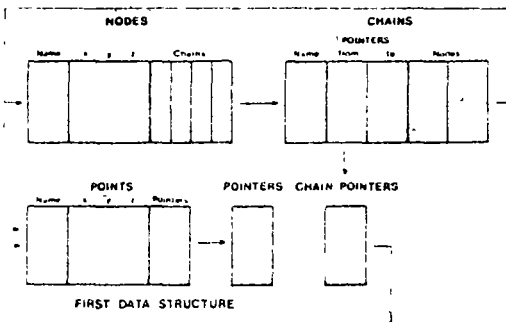 NODES CHAINS
POINTERS
Name x y z Chains Name from to Nodes
POINTS POINTERS CHAIN POINTERS
Name x y z Pointers
FIRST DATA STRUCTURE